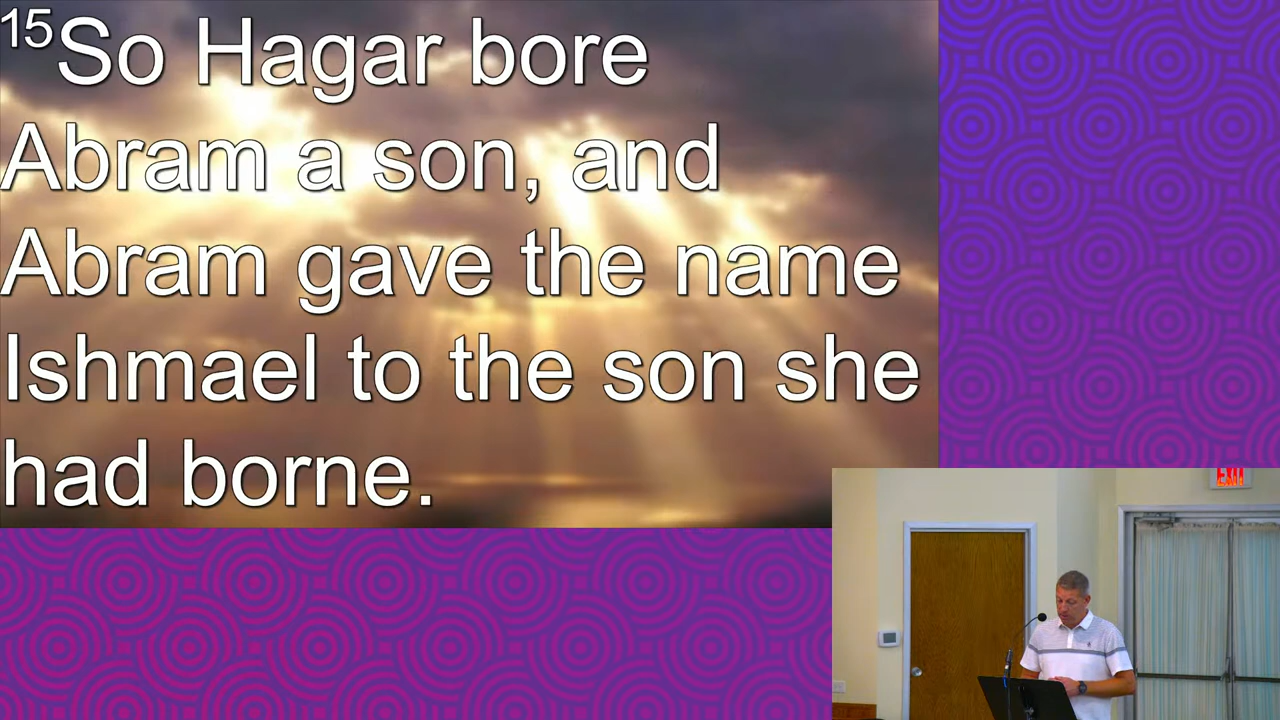 15So Hagar bore
Abram a son, and
Abram gave the name
Ishmael to the son she
had borne.
EXIT